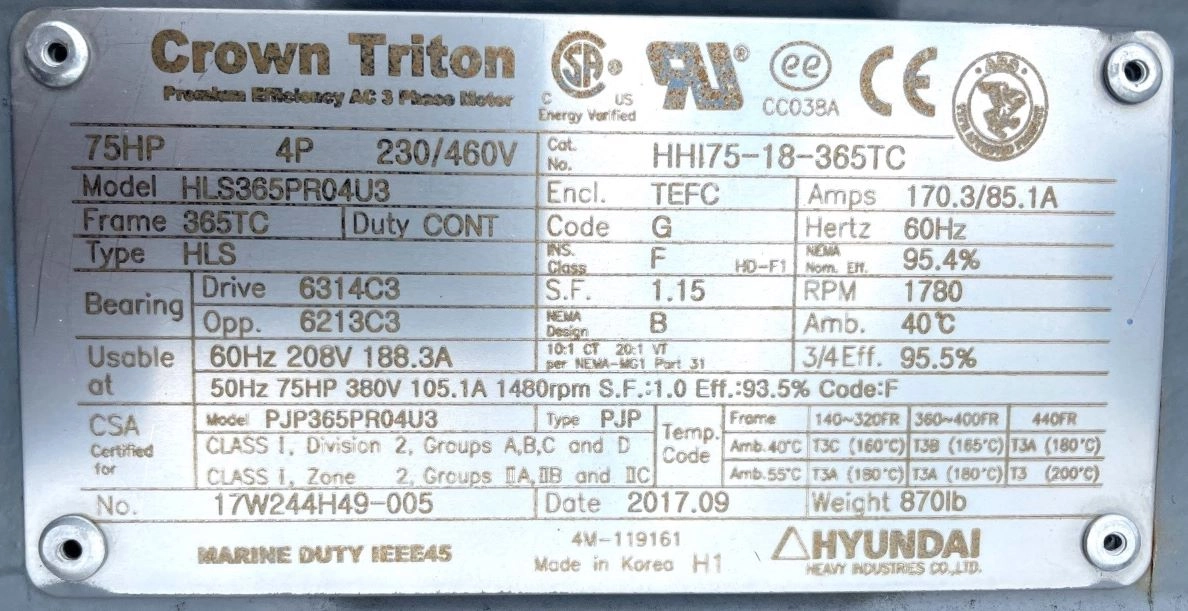 Crown Triton
Premium Efficiency AC 3 Phase Motor
CSA
C US
Energy Verified
RU
ee
CC038A
CE
ABS
TYPE APPROVED PRODUCT
75HP 4P 230/460V Cat. No. HHI75-18-365TC
Model HLS365PR04U3 Encl. TEFC Amps 170.3/85.1A
Frame 365TC Duty CONT Code G Hertz 60Hz
Type HLS INS. Class F HD-F1 NEMA Nom. Eff. 95.4%
Bearing Drive 6314C3 S.F. 1.15 RPM 1780
Opp. 6213C3 NEMA Design B Amb. 40℃
Usable at 60Hz 208V 188.3A 10:1 CT 20:1 VT per NEMA-MG1 Part 31 3/4Eff. 95.5%
50Hz 75HP 380V 105.1A 1480rpm S.F.:1.0 Eff.:93.5% Code:F
CSA Certified for Model PJP365PR04U3 Type PJP Temp. Code Frame 140~320FR 360~400FR 440FR
CLASS I, Division 2, Groups A,B,C and D Amb.40℃ T3C (160℃) T3B (165℃) T3A (180℃)
CLASS I, Zone 2, Groups ⅡA,ⅡB and ⅡC Amb.55℃ T3A (180℃) T3A (180℃) T3 (200℃)
No. 17W244H49-005 Date 2017.09 Weight 870lb
MARINE DUTY IEEE45
4M-119161
Made in Korea H1
HYUNDAI
HEAVY INDUSTRIES CO.,LTD.